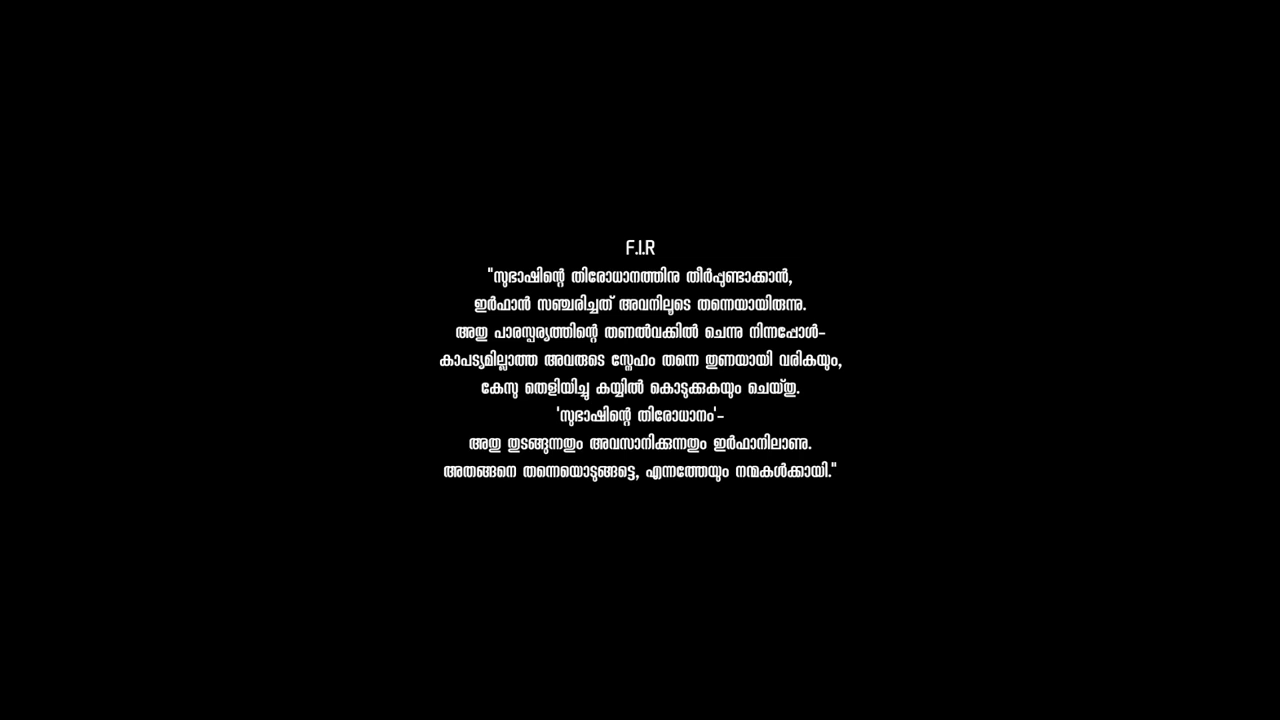 F.I.R
"സുഭാഷിന്റെ തിരോധാനത്തിനു തീർപ്പുണ്ടാക്കാൻ,
ഇർഫാൻ സഞ്ചരിച്ചത് അവനിലൂടെ തന്നെയായിരുന്നു.
അതു പാരസ്പര്യത്തിന്റെ തണൽവക്കിൽ ചെന്നു നിന്നപ്പോൾ-
കാപട്യമില്ലാത്ത അവരുടെ സ്നേഹം തന്നെ തുണയായി വരികയും,
കേസു തെളിയിച്ചു കയ്യിൽ കൊടുക്കുകയും ചെയ്തു.
'സുഭാഷിന്റെ തിരോധാനം'-
അതു തുടങ്ങുന്നതും അവസാനിക്കുന്നതും ഇർഫാനിലാണു.
അതങ്ങനെ തന്നെയൊടുങ്ങട്ടെ, എന്നത്തേയും നന്മകൾക്കായി."